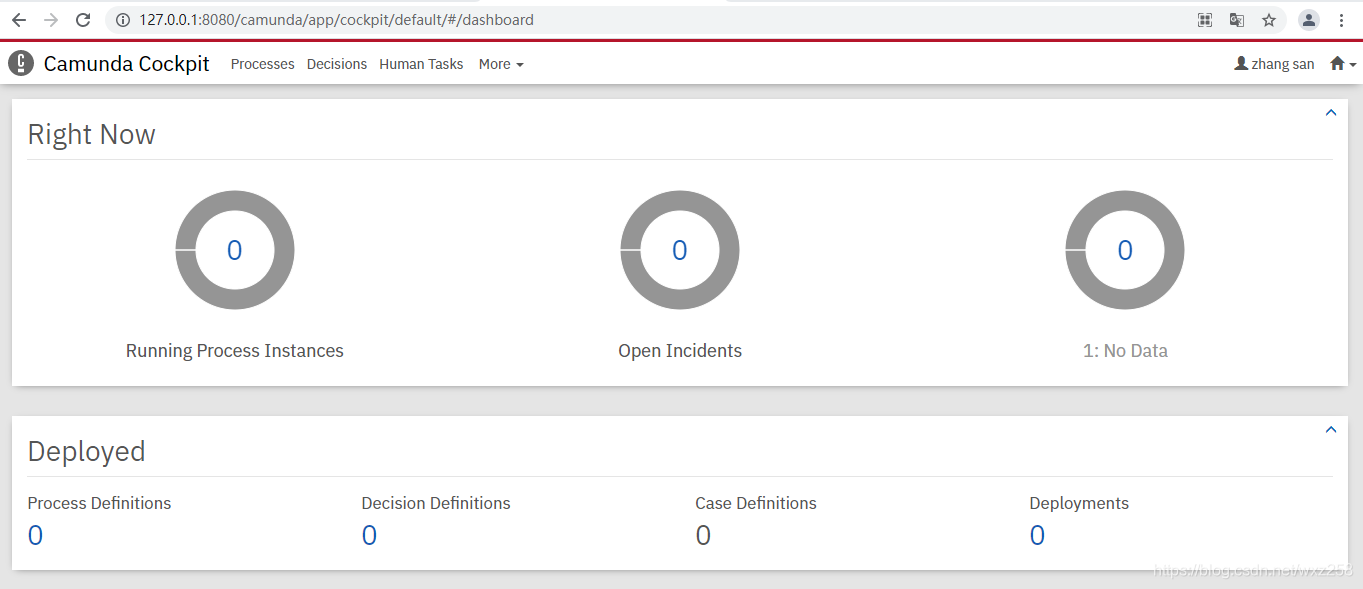 127.0.0.1:8080/camunda/app/cockpit/default/#/dashboard
Camunda Cockpit Processes Decisions Human Tasks More zhang san
Right Now
0 0 0
Running Process Instances Open Incidents 1: No Data
Deployed
Process Definitions Decision Definitions Case Definitions Deployments
0 0 0 0
https://blog.csdn.net/wxz258